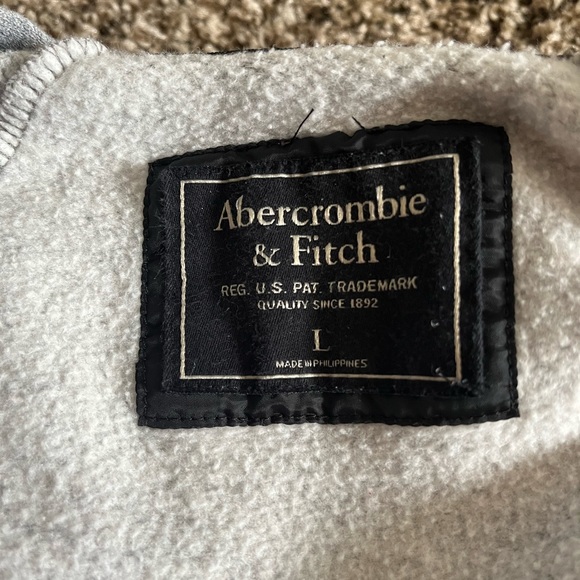 Abercrombie
& Fitch
REG. U.S. PAT. TRADEMARK
QUALITY SINCE 1892
L
MADE IN PHILIPPINES